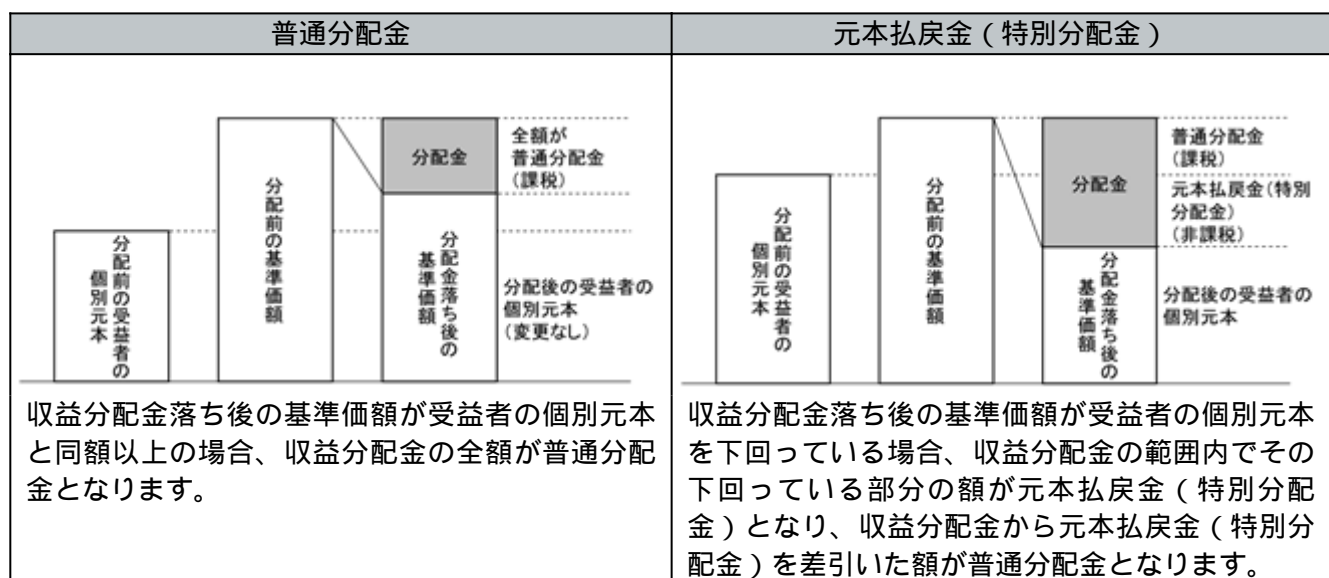 普通分配金
分配前の受益者の
個別元本
分配前の基準価額
分配金
分配金落ち後の
基準価額
全額が
普通分配金
(課税)
分配後の受益者の
個別元本
(変更なし)
収益分配金落ち後の基準価額が受益者の個別元本
と同額以上の場合、収益分配金の全額が普通分配
金となります。
元本払戻金(特別分配金)
分配前の受益者の
個別元本
分配前の基準価額
分配金
分配金落ち後の
基準価額
普通分配金
(課税)
元本払戻金(特別
分配金)
(非課税)
分配後の受益者の
個別元本
収益分配金落ち後の基準価額が受益者の個別元本
を下回っている場合、収益分配金の範囲内でその
下回っている部分の額が元本払戻金(特別分配
金)となり、収益分配金から元本払戻金(特別分
配金)を差引いた額が普通分配金となります。